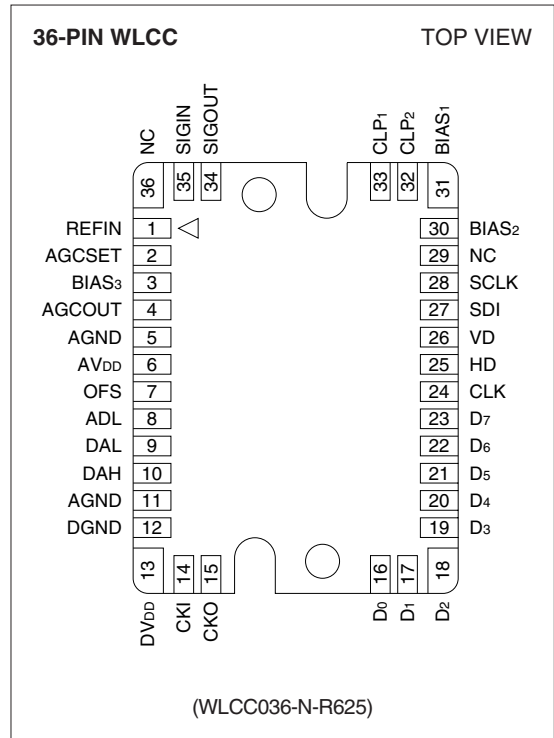 36-PIN WLCC TOP VIEW
NC SIGIN SIGOUT CLP1 CLP2 BIAS1
36 35 34 33 32 31
REFIN 1 30 BIAS2
AGCSET 2 29 NC
BIAS3 3 28 SCLK
AGCOUT 4 27 SDI
AGND 5 26 VD
AVDD 6 25 HD
OFS 7 24 CLK
ADL 8 23 D7
DAL 9 22 D6
DAH 10 21 D5
AGND 11 20 D4
DGND 12 19 D3
13 14 15 16 17 18
DVDD CKI CKO D0 D1 D2
(WLCC036-N-R625)